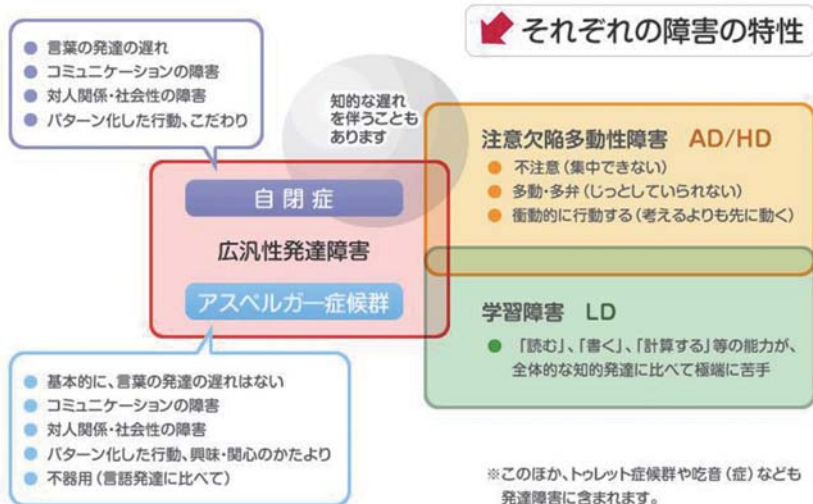 それぞれの障害の特性
● 言葉の発達の遅れ
● コミュニケーションの障害
● 対人関係・社会性の障害
● パターン化した行動、こだわり
知的な遅れ
を伴うことも
あります
自閉症
広汎性発達障害
アスペルガー症候群
● 基本的に、言葉の発達の遅れはない
● コミュニケーションの障害
● 対人関係・社会性の障害
● パターン化した行動、興味・関心のかたより
● 不器用(言語発達に比べて)
注意欠陥多動性障害 AD/HD
● 不注意(集中できない)
● 多動・多弁(じっとしていられない)
● 衝動的に行動する(考えるよりも先に動く)
学習障害 LD
● 「読む」、「書く」、「計算する」等の能力が、
全体的な知的発達に比べて極端に苦手
※このほか、トゥレット症候群や吃音(症)なども
発達障害に含まれます。